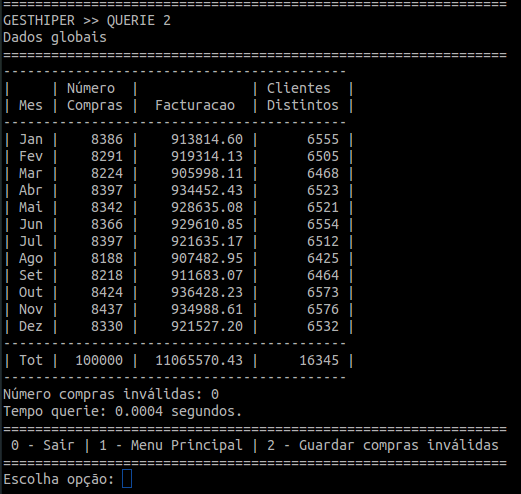 GESTHIPER >> QUERIE 2
Dados globais
| | Número | | Clientes |
| Mes | Compras | Facturacao | Distintos |
| Jan | 8386 | 913814.60 | 6555 |
| Fev | 8291 | 919314.13 | 6505 |
| Mar | 8224 | 905998.11 | 6468 |
| Abr | 8397 | 934452.43 | 6523 |
| Mai | 8342 | 928635.08 | 6521 |
| Jun | 8366 | 929610.85 | 6554 |
| Jul | 8397 | 921635.17 | 6512 |
| Ago | 8188 | 907482.95 | 6425 |
| Set | 8218 | 911683.07 | 6464 |
| Out | 8424 | 936428.23 | 6573 |
| Nov | 8437 | 934988.61 | 6576 |
| Dez | 8330 | 921527.20 | 6532 |
| Tot | 100000 | 11065570.43 | 16345 |
Número compras inválidas: 0
Tempo querie: 0.0004 segundos.
0 - Sair | 1 - Menu Principal | 2 - Guardar compras inválidas
Escolha opção: